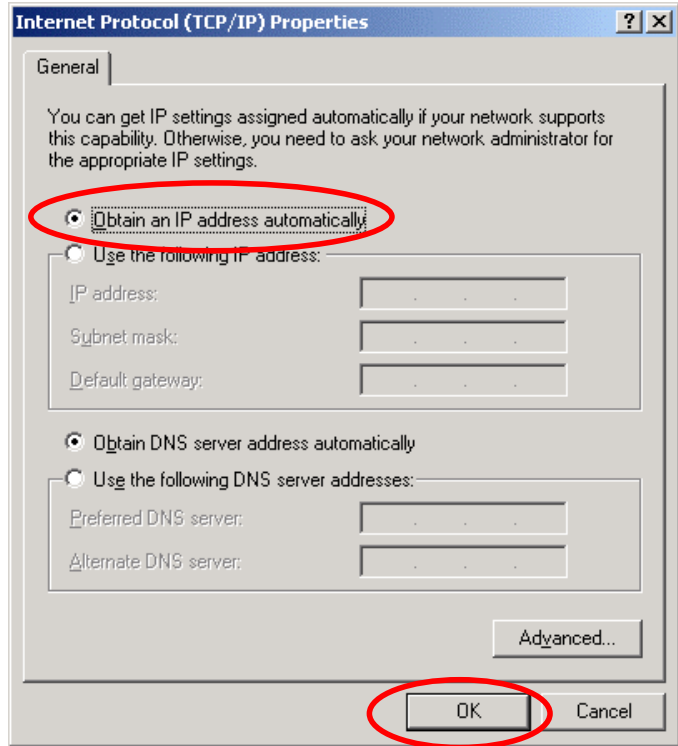 Internet Protocol (TCP/IP) Properties
General
You can get IP settings assigned automatically if your network supports
this capability. Otherwise, you need to ask your network administrator for
the appropriate IP settings.
Obtain an IP address automatically
Use the following IP address:
IP address:
Subnet mask:
Default gateway:
Obtain DNS server address automatically
Use the following DNS server addresses:
Preferred DNS server:
Alternate DNS server:
Advanced...
OK Cancel